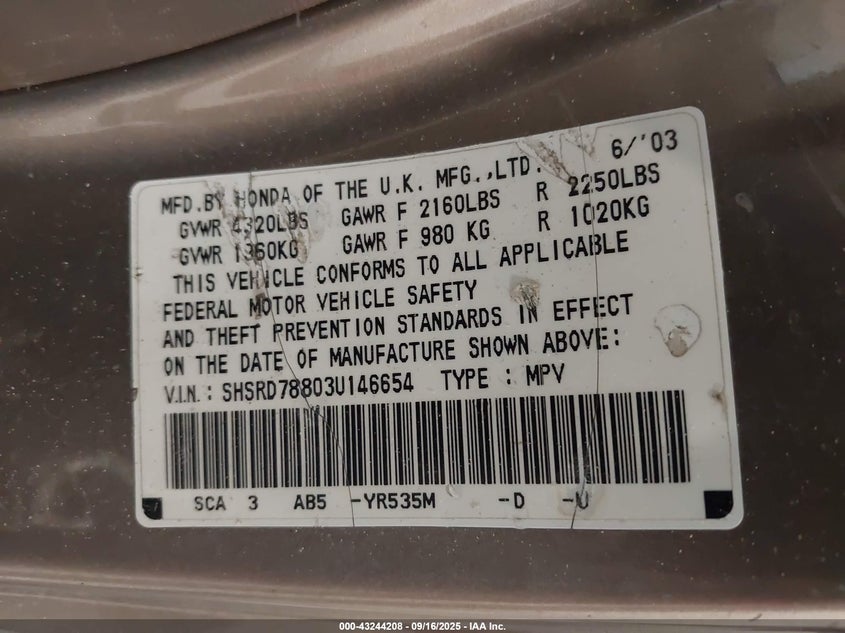 6/'03
MFD.BY HONDA OF THE U.K. MFG.,LTD.
GVWR 4320LBS GAWR F 2160LBS R 2250LBS
GVWR 1960KG GAWR F 980 KG R 1020KG
THIS VEHICLE CONFORMS TO ALL APPLICABLE
FEDERAL MOTOR VEHICLE SAFETY
AND THEFT PREVENTION STANDARDS IN EFFECT
ON THE DATE OF MANUFACTURE SHOWN ABOVE:
V.I.N.: SHSRD78803U146654 TYPE : MPV
SCA 3 AB5 -YR535M -D -U
000-43244208 - 09/16/2025 - IAA Inc.